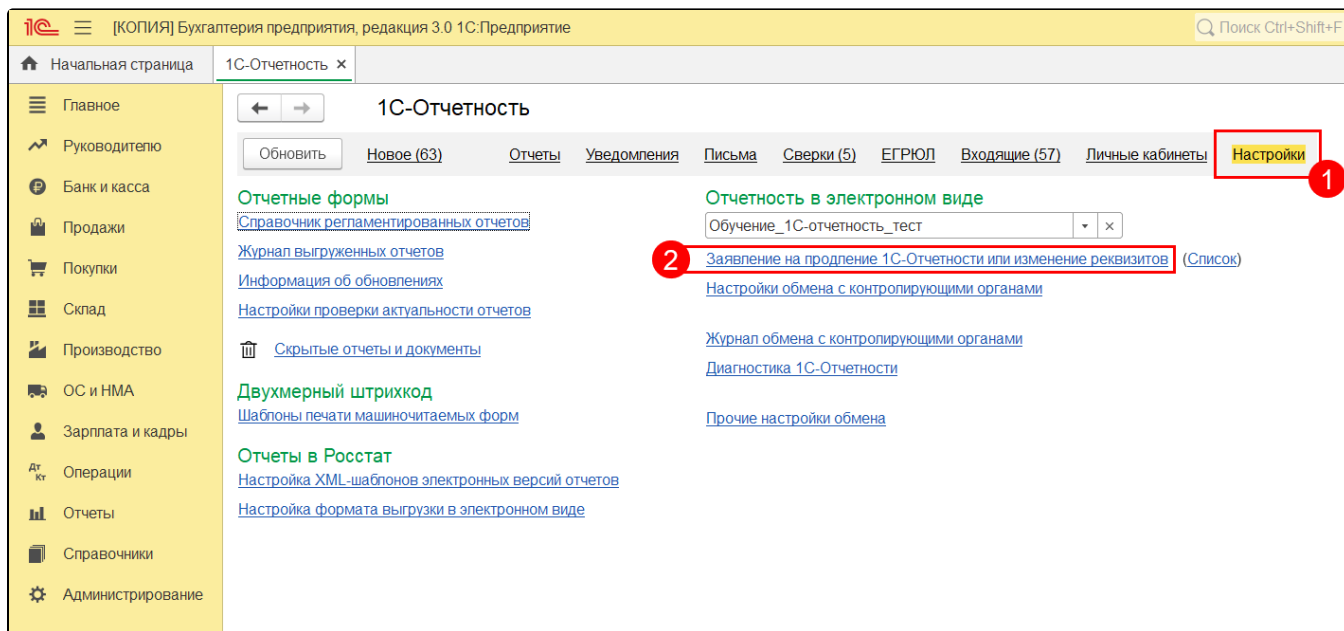 [КОПИЯ] Бухгалтерия предприятия, редакция 3.0 1С:Предприятие
Поиск Ctrl+Shift+F
Начальная страница
1С-Отчетность ×
Главное
Руководителю
Банк и касса
Продажи
Покупки
Склад
Производство
ОС и НМА
Зарплата и кадры
Дт Кт Операции
Отчеты
Справочники
Администрирование
1С-Отчетность
Обновить Новое (63) Отчеты Уведомления Письма Сверки (5) ЕГРЮЛ Входящие (57) Личные кабинеты Настройки
1
Отчетные формы
Справочник регламентированных отчетов
Журнал выгруженных отчетов
Информация об обновлениях
Настройки проверки актуальности отчетов
Скрытые отчеты и документы
Двухмерный штрихкод
Шаблоны печати машиночитаемых форм
Отчеты в Росстат
Настройка XML-шаблонов электронных версий отчетов
Настройка формата выгрузки в электронном виде
Отчетность в электронном виде
Обучение_1С-отчетность_тест
2 Заявление на продление 1С-Отчетности или изменение реквизитов (Список)
Настройки обмена с контролирующими органами
Журнал обмена с контролирующими органами
Диагностика 1С-Отчетности
Прочие настройки обмена